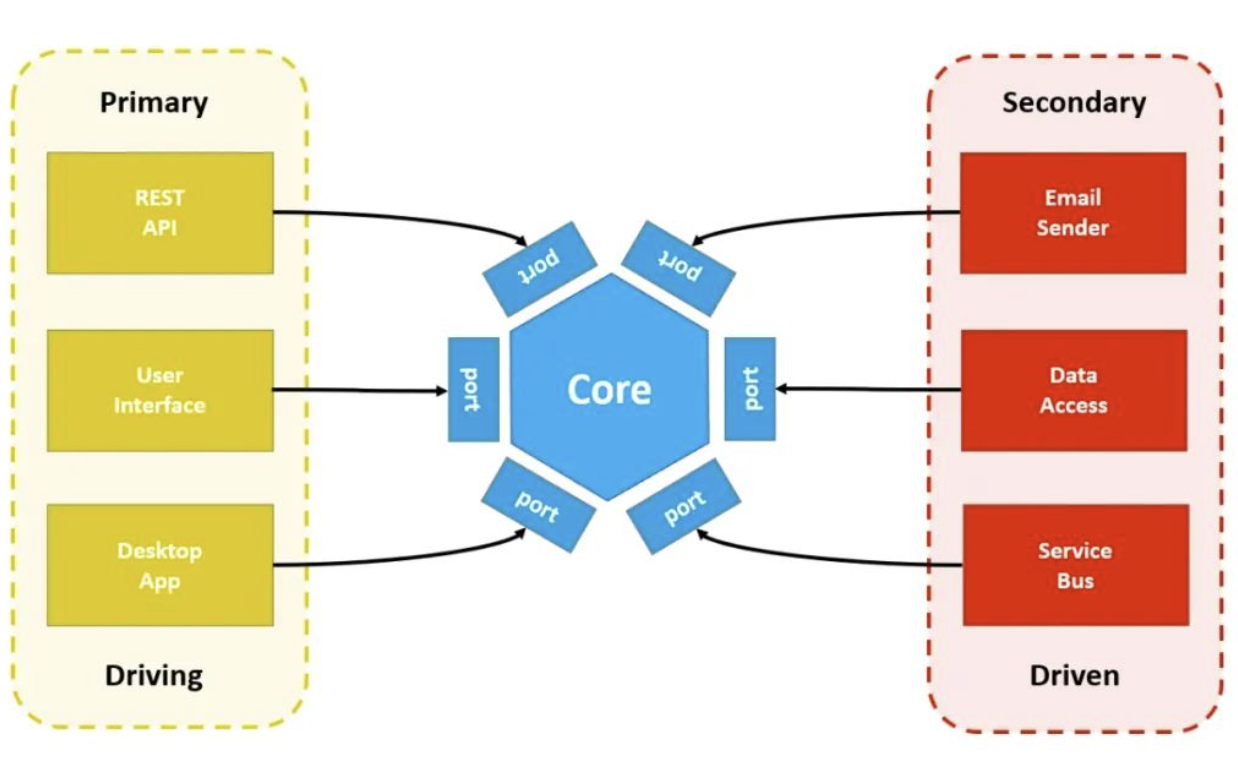 Primary
REST
API
User
Interface
Desktop
App
Driving
port
port
port
Core
port
port
port
Secondary
Email
Sender
Data
Access
Service
Bus
Driven